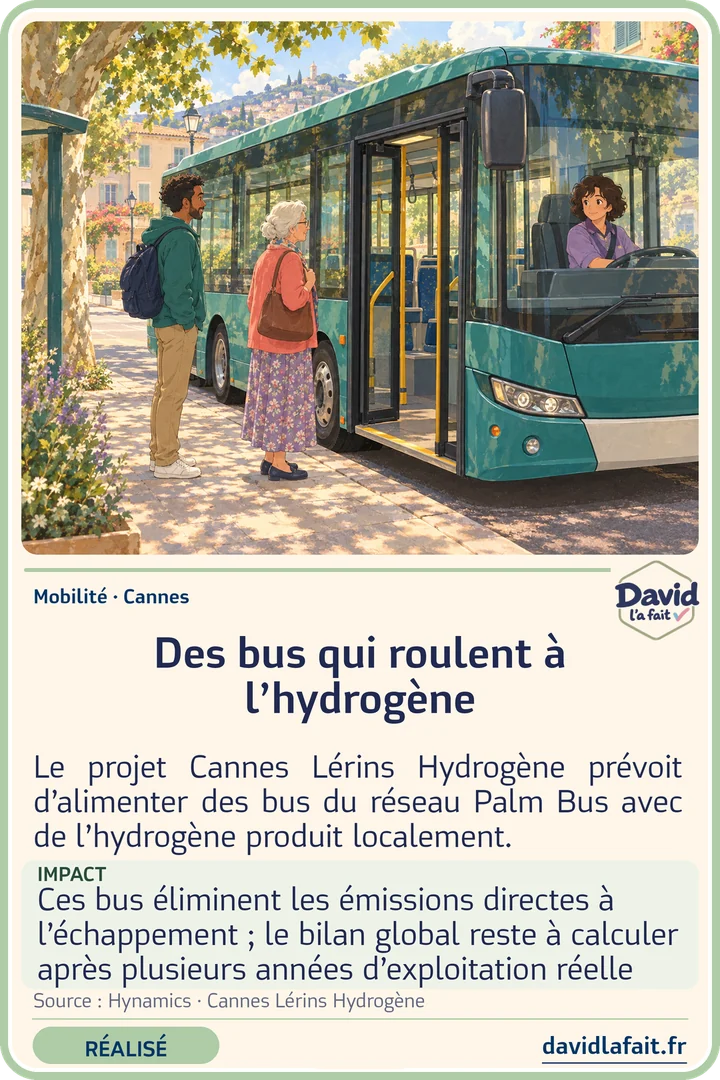 Mobilité · Cannes
David
l'a fait
Des bus qui roulent à
l’hydrogène
Le projet Cannes Lérins Hydrogène prévoit
d’alimenter des bus du réseau Palm Bus avec
de l’hydrogène produit localement.
IMPACT
Ces bus éliminent les émissions directes à
l’échappement ; le bilan global reste à calculer
après plusieurs années d’exploitation réelle
Source : Hynamics · Cannes Lérins Hydrogène
RÉALISÉ
davidlafait.fr